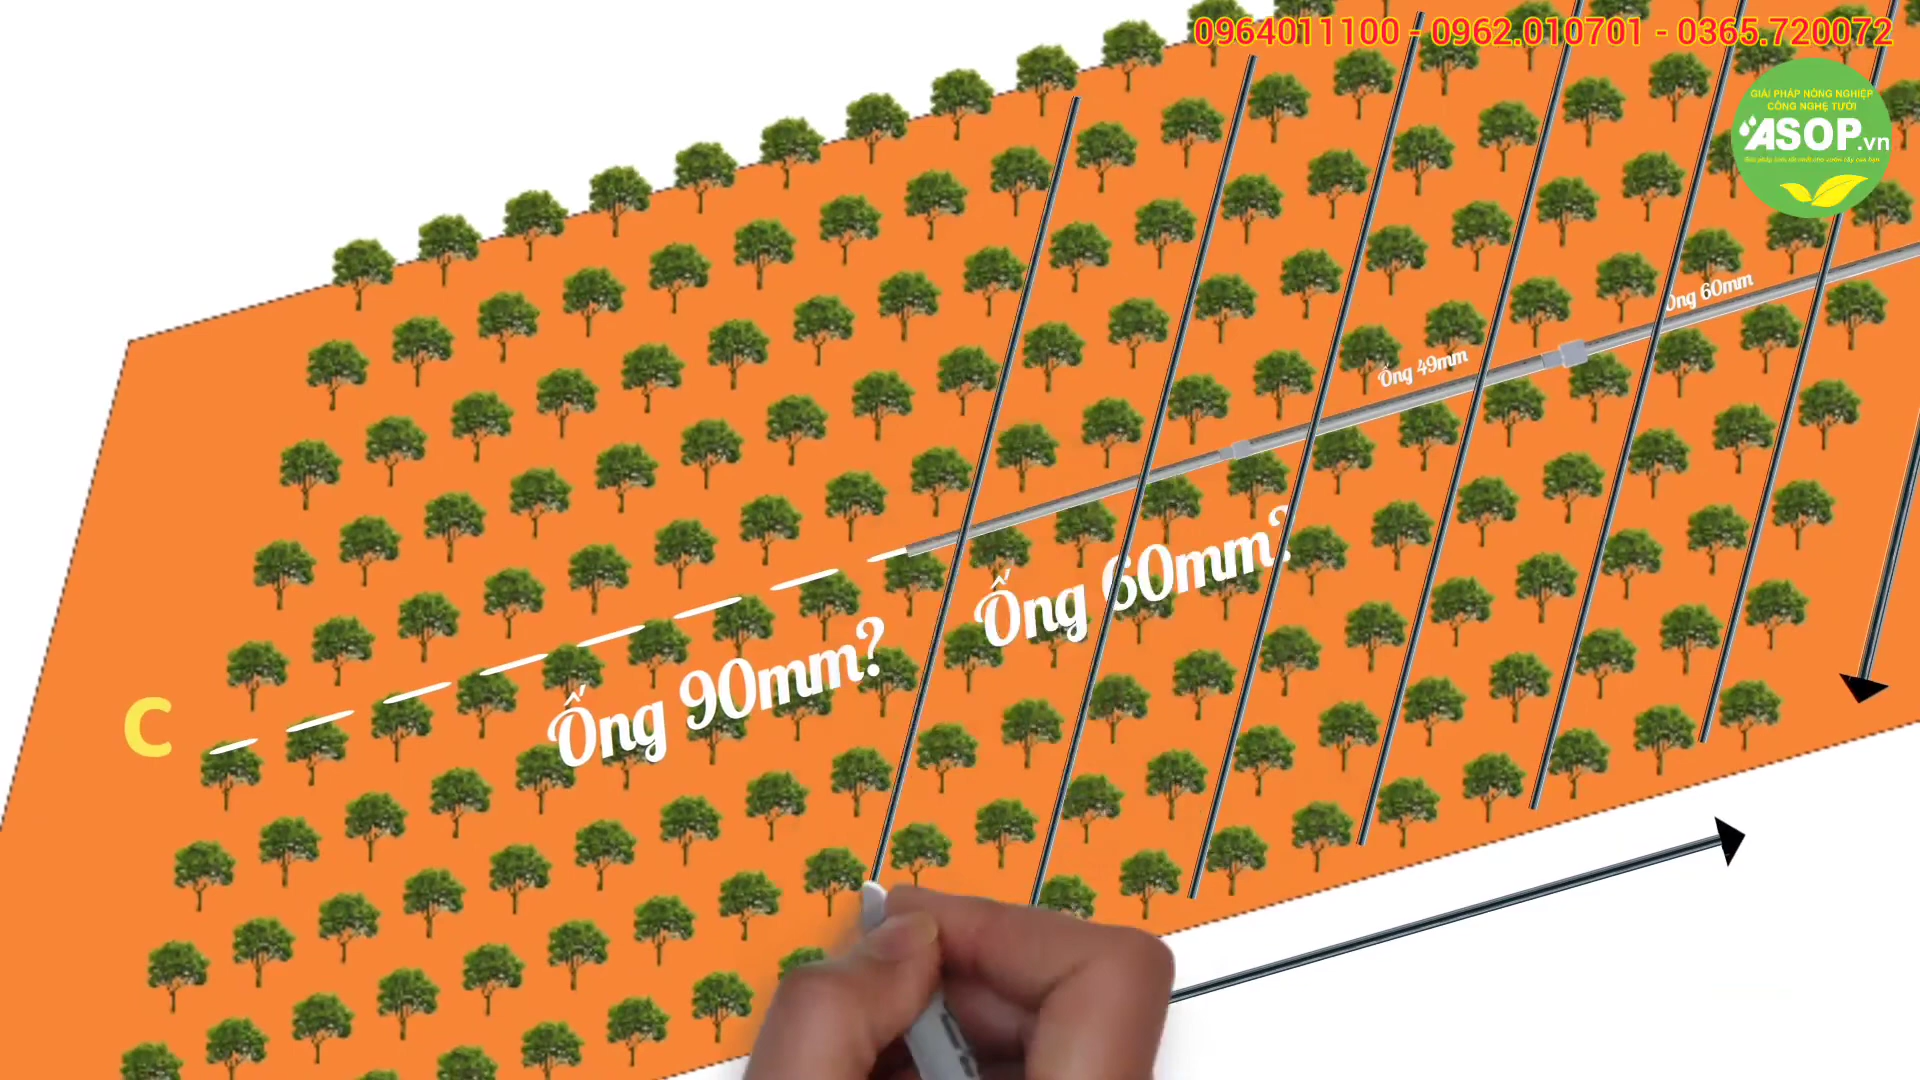 0964011100 - 0962.010701 - 0365.720072
GIẢI PHÁP NÔNG NGHIỆP
CÔNG NGHỆ TƯỚI
ASOP.vn
Ống 60mm
Ống 49mm
Ống 60mm?
Ống 90mm?
C